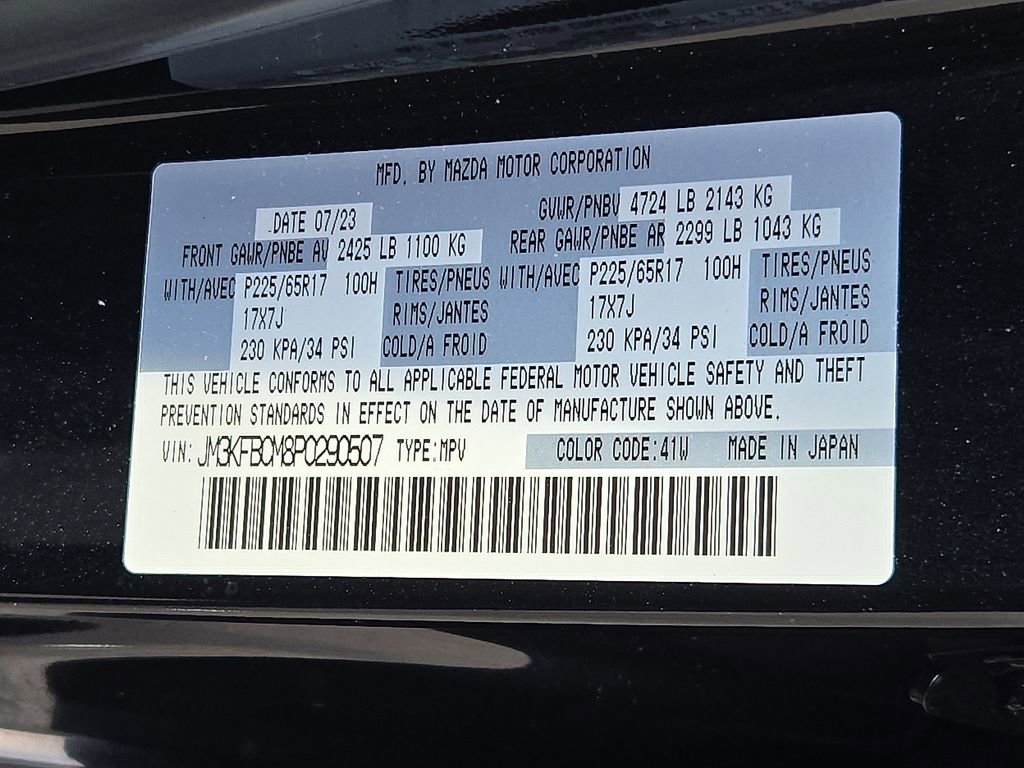 MFD. BY MAZDA MOTOR CORPORATION
DATE 07/23 GVWR/PNBV 4724 LB 2143 KG
FRONT GAWR/PNBE AV 2425 LB 1100 KG REAR GAWR/PNBE AR 2299 LB 1043 KG
WITH/AVEC P225/65R17 100H TIRES/PNEUS WITH/AVEC P225/65R17 100H TIRES/PNEUS
17X7J RIMS/JANTES 17X7J RIMS/JANTES
230 KPA/34 PSI COLD/A FROID 230 KPA/34 PSI COLD/A FROID
THIS VEHICLE CONFORMS TO ALL APPLICABLE FEDERAL MOTOR VEHICLE SAFETY AND THEFT
PREVENTION STANDARDS IN EFFECT ON THE DATE OF MANUFACTURE SHOWN ABOVE.
VIN: JM3KFBCM8P0290507 TYPE:MPV COLOR CODE:41W MADE IN JAPAN